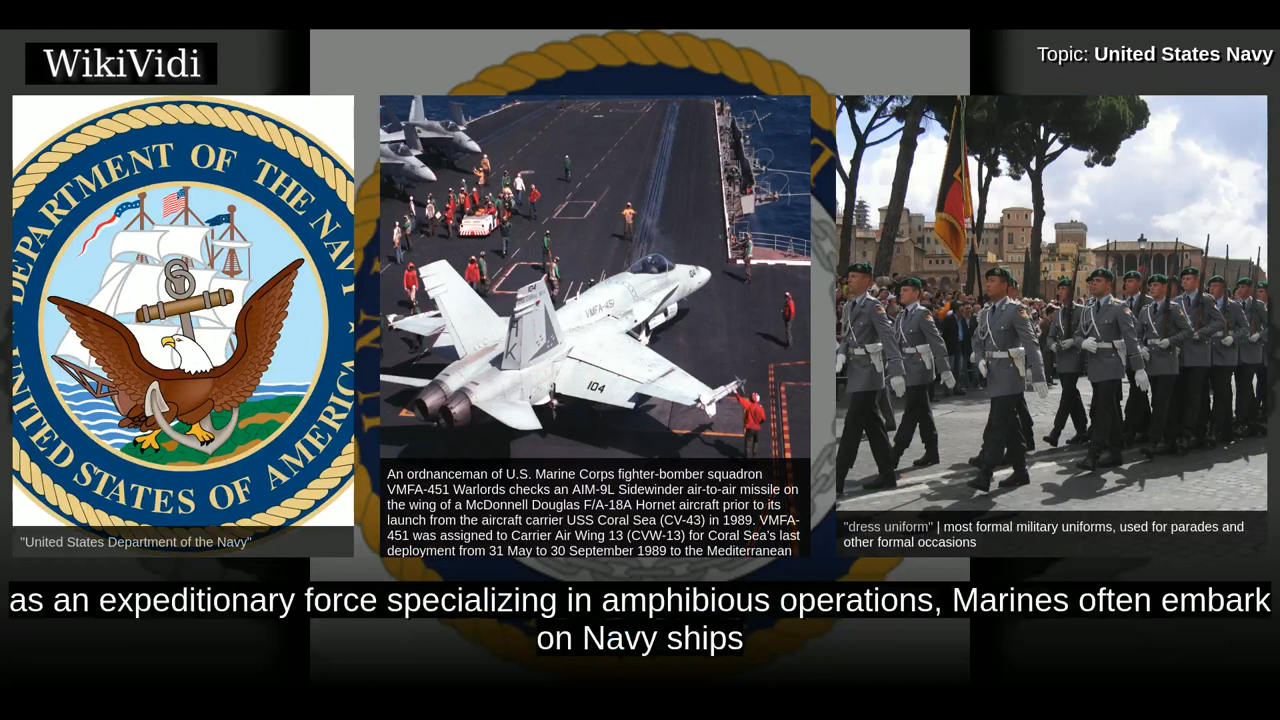 WikiVidi
Topic: United States Navy
DEPARTMENT OF THE NAVY
UNITED STATES OF AMERICA
104
VMFA-451
104
K
An ordnanceman of U.S. Marine Corps fighter-bomber squadron
VMFA-451 Warlords checks an AIM-9L Sidewinder air-to-air missile on
the wing of a McDonnell Douglas F/A-18A Hornet aircraft prior to its
launch from the aircraft carrier USS Coral Sea (CV-43) in 1989. VMFA-
451 was assigned to Carrier Air Wing 13 (CVW-13) for Coral Sea's last
deployment from 31 May to 30 September 1989 to the Mediterranean
"United States Department of the Navy"
"dress uniform" | most formal military uniforms, used for parades and
other formal occasions
as an expeditionary force specializing in amphibious operations, Marines often embark
on Navy ships